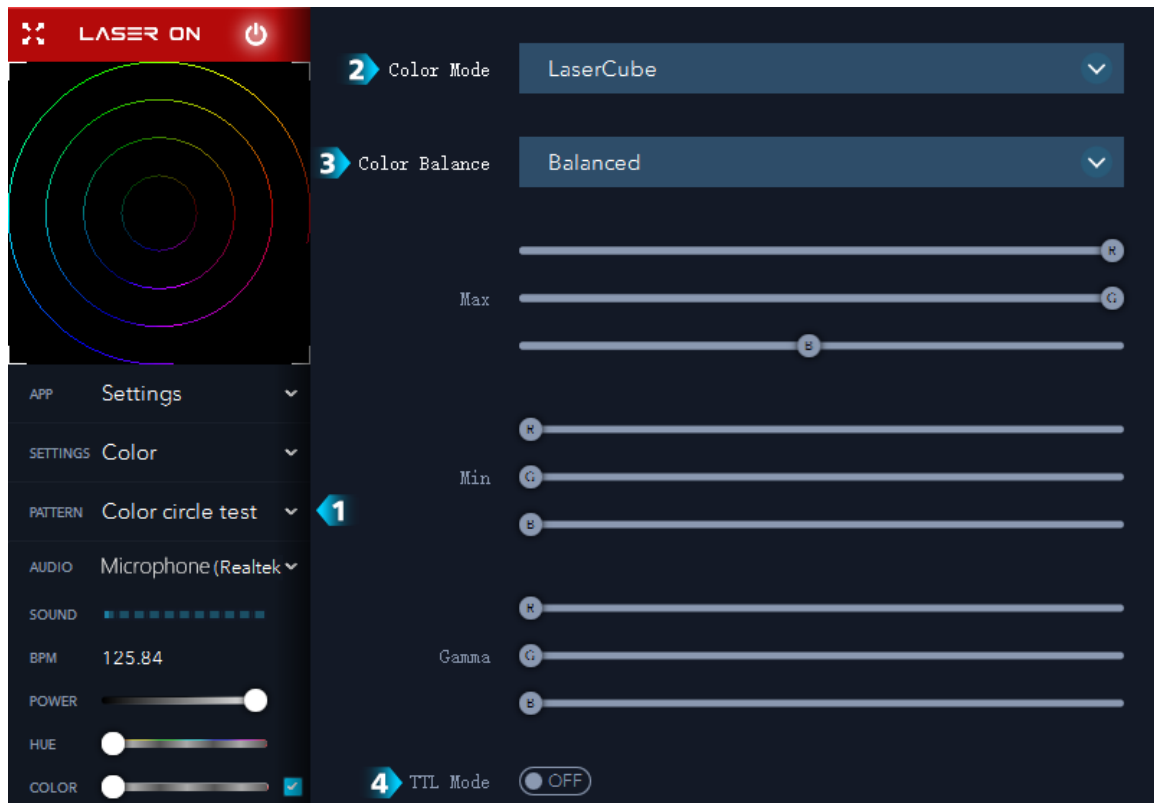 LASER ON
APP Settings
SETTINGS Color
PATTERN Color circle test
1
AUDIO Microphone (Realtek
SOUND
BPM 125.84
POWER
HUE
COLOR
2 Color Mode LaserCube
3 Color Balance Balanced
R
Max G
B
R
Min G
B
R
Gamma G
B
4 TTL Mode OFF